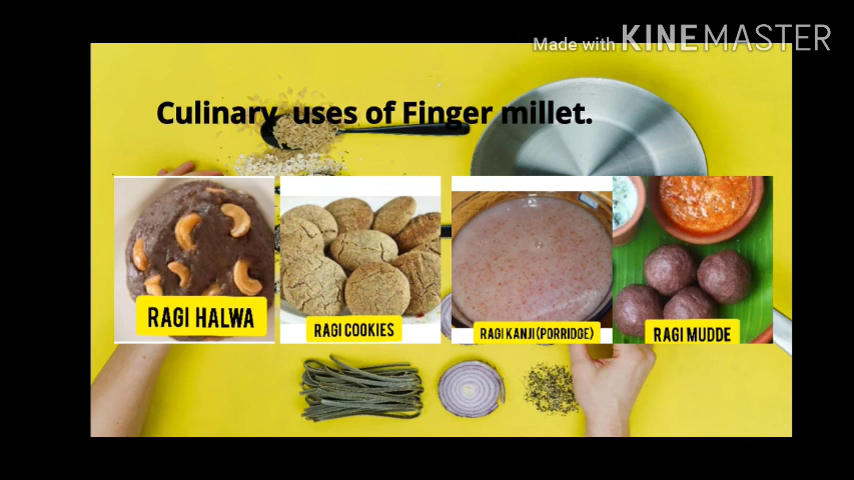 Made with KINEMASTER
Culinary uses of Finger millet.
RAGI HALWA
RAGI COOKIES
RAGI KANJI(PORRIDGE)
RAGI MUDDE